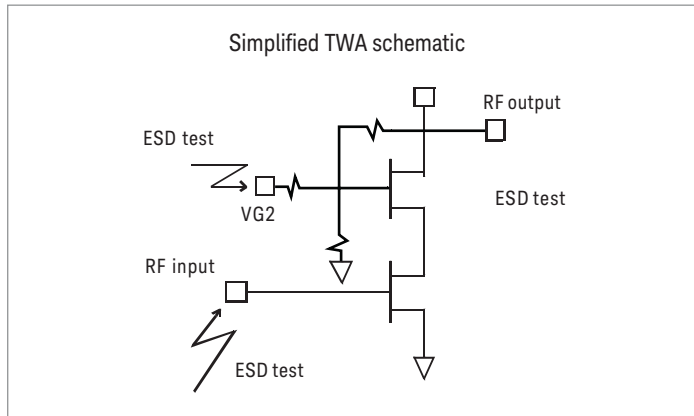 Simplified TWA schematic
RF output
ESD test
VG2
ESD test
RF input
ESD test